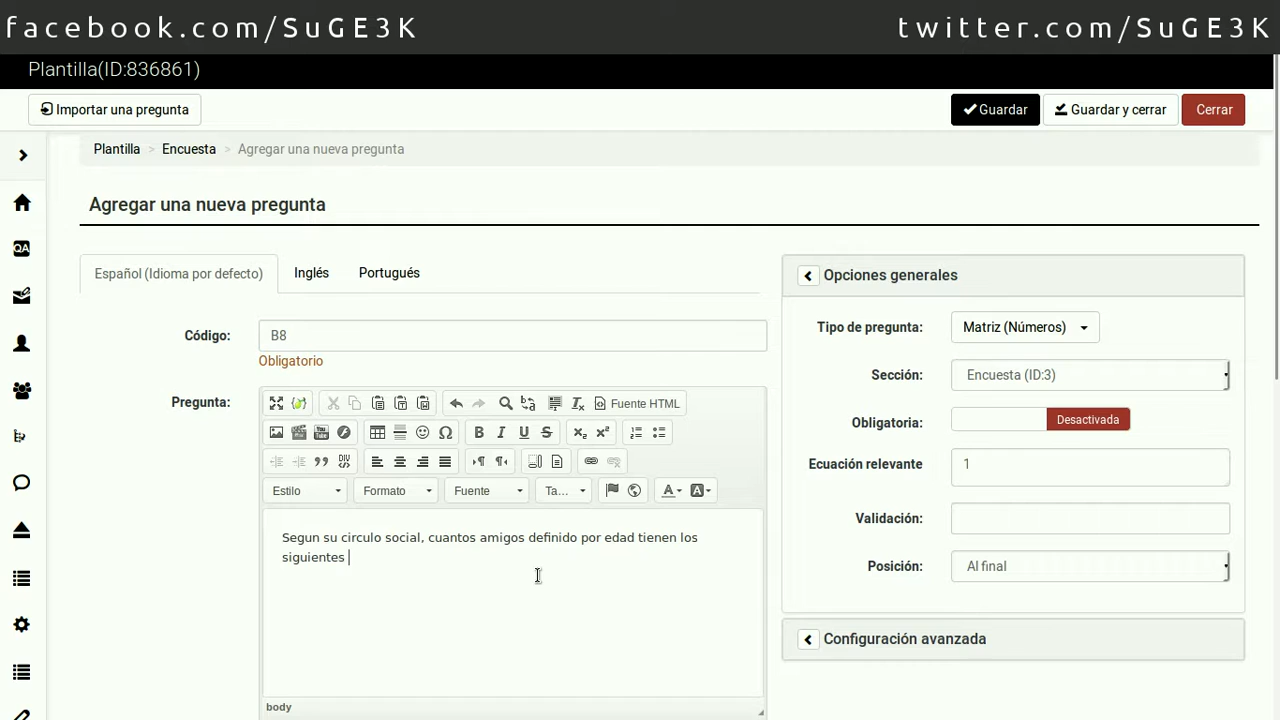 facebook.com/SuGE3K
twitter.com/SuGE3K
Plantilla(ID:836861)
Importar una pregunta
Guardar
Guardar y cerrar
Cerrar
Plantilla > Encuesta > Agregar una nueva pregunta
Agregar una nueva pregunta
Español (Idioma por defecto)
Inglés
Portugués
Código:
B8
Obligatorio
Pregunta:
Fuente HTML
B I U S
Estilo
Formato
Fuente
Ta...
Segun su circulo social, cuantos amigos definido por edad tienen los
siguientes
body
Opciones generales
Tipo de pregunta:
Matriz (Números)
Sección:
Encuesta (ID:3)
Obligatoria:
Desactivada
Ecuación relevante
1
Validación:
Posición:
Al final
Configuración avanzada